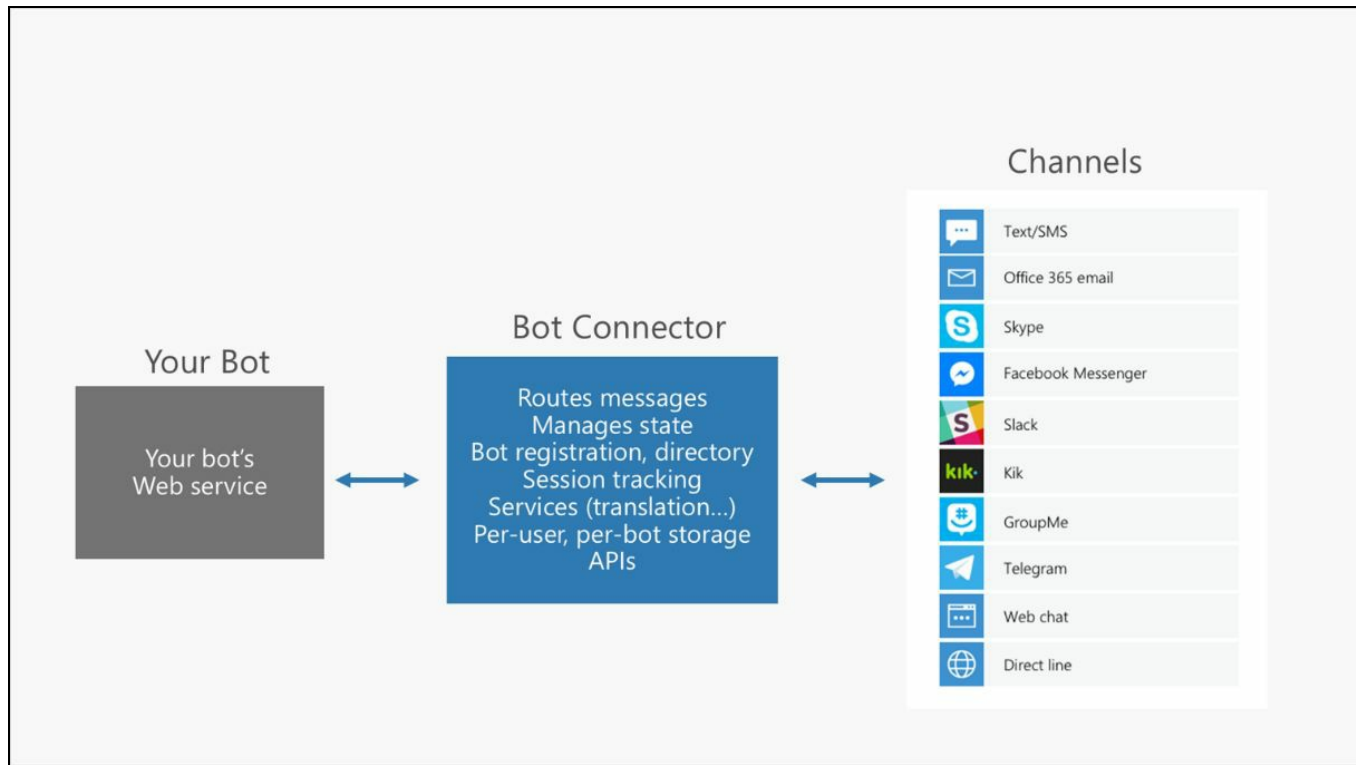 Channels
Text/SMS
Office 365 email
Skype
Facebook Messenger
Slack
Kik
GroupMe
Telegram
Web chat
Direct line
Bot Connector
Routes messages
Manages state
Bot registration, directory
Session tracking
Services (translation...)
Per-user, per-bot storage
APIs
Your Bot
Your bot's
Web service
S
S
kik·
#